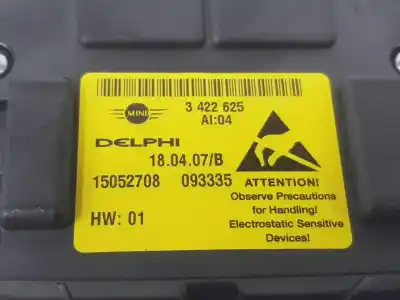 MINI
3 422 625
AI:04
DELPHI
18.04.07/B
15052708 093335
HW: 01
ATTENTION!
Observe Precautions
for Handling!
Electrostatic Sensitive
Devices!